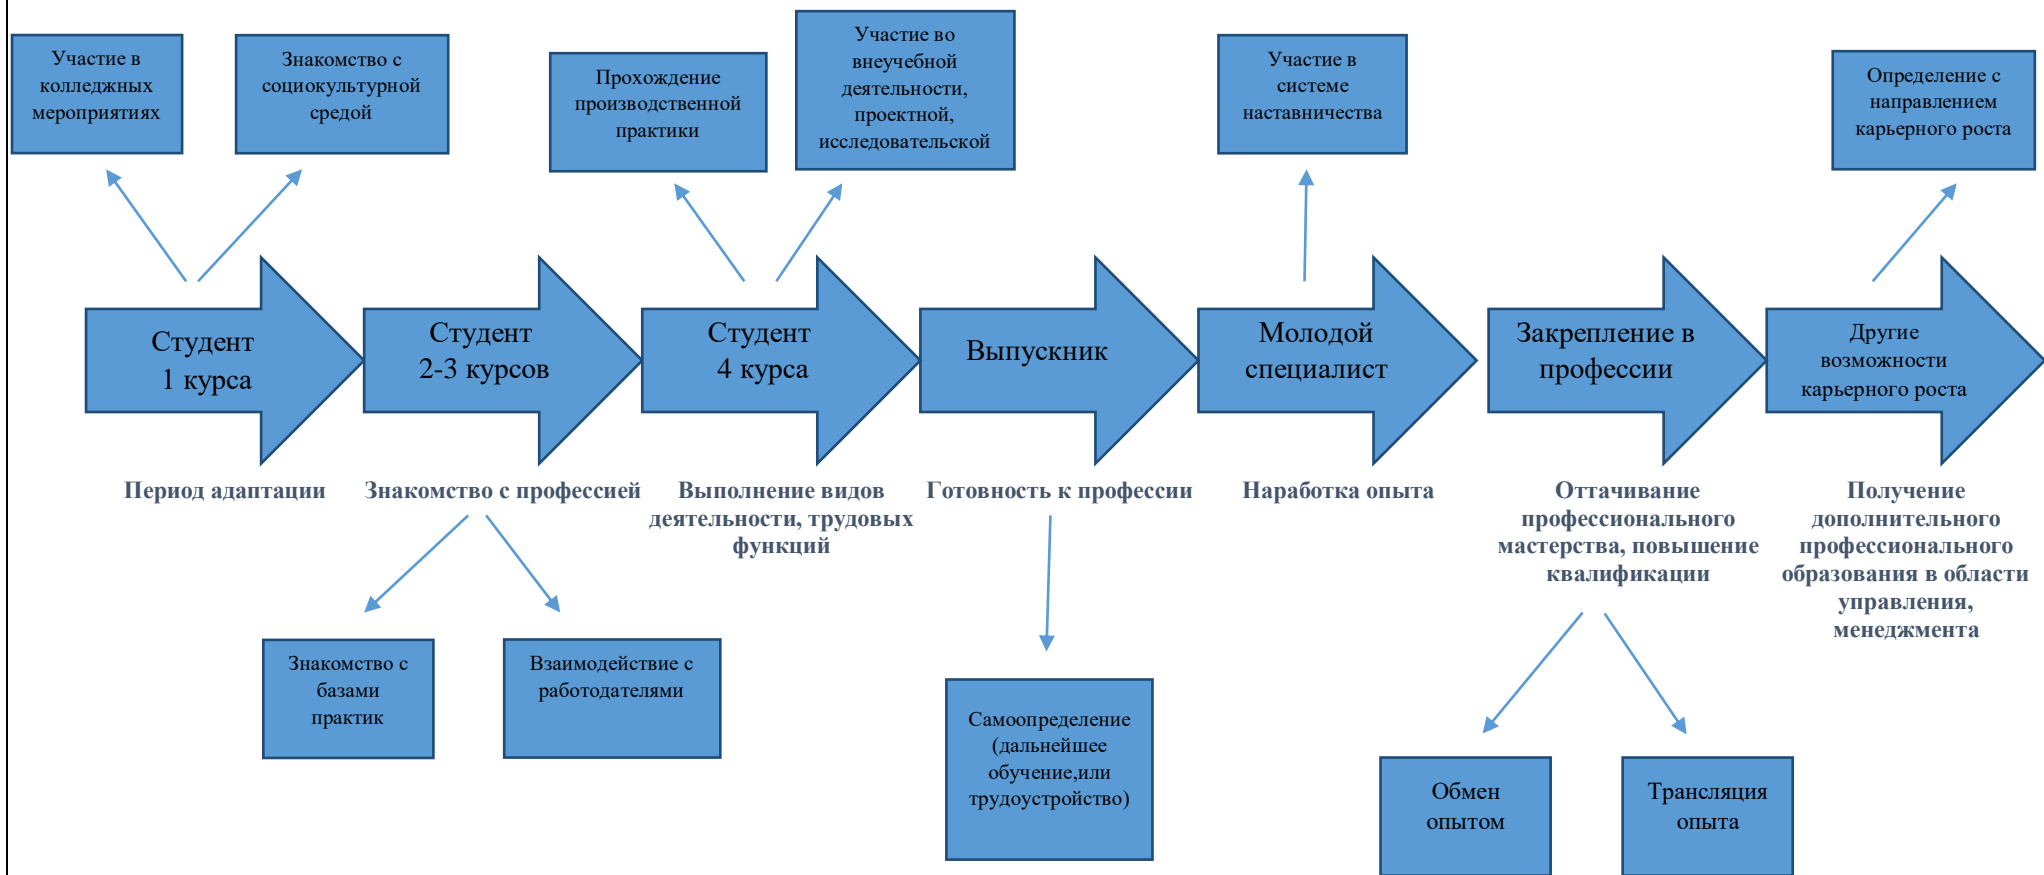 Участие в
колледжных
мероприятиях
Знакомство с
социокультурной
средой
Прохождение
производственной
практики
Участие во
внеучебной
деятельности,
проектной,
исследовательской
Участие в
системе
наставничества
Определение с
направлением
карьерного роста
Студент
1 курса
Студент
2-3 курсов
Студент
4 курса
Выпускник
Молодой
специалист
Закрепление в
профессии
Другие
возможности
карьерного роста
Период адаптации
Знакомство с профессией
Выполнение видов
деятельности, трудовых
функций
Готовность к профессии
Наработка опыта
Оттачивание
профессионального
мастерства, повышение
квалификации
Получение
дополнительного
профессионального
образования в области
управления,
менеджмента
Знакомство с
базами
практик
Взаимодействие с
работодателями
Самоопределение
(дальнейшее
обучение,или
трудоустройство)
Обмен
опытом
Трансляция
опыта